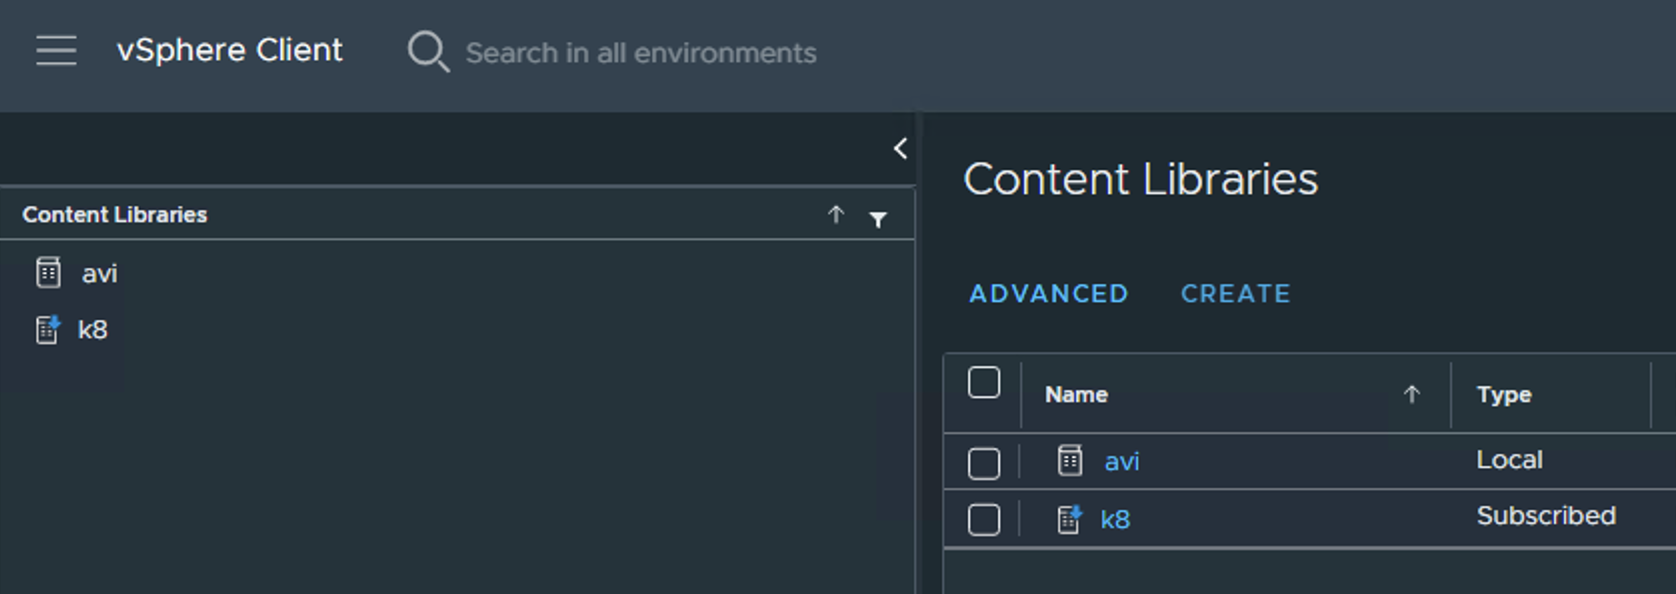 vSphere Client Search in all environments
Content Libraries
avi
k8
Content Libraries
ADVANCED CREATE
Name Type
avi Local
k8 Subscribed